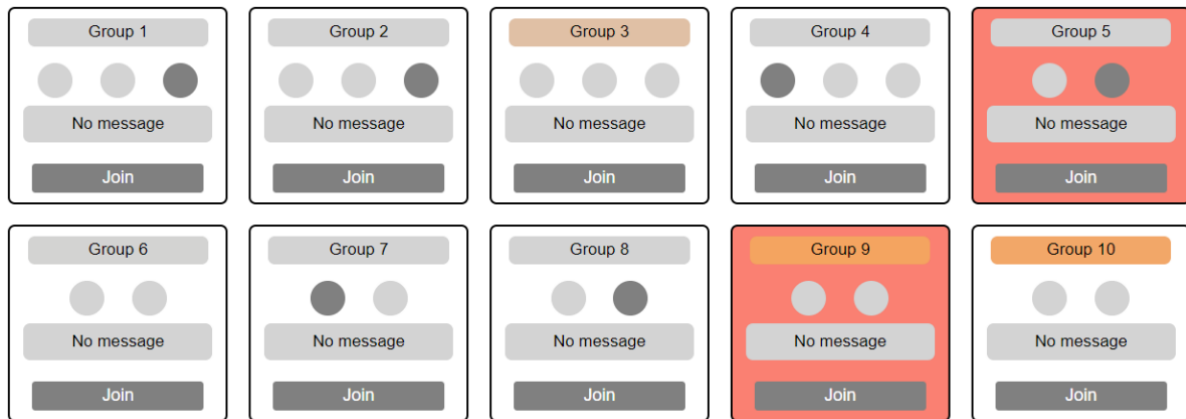 Group 1
Group 2
Group 3
Group 4
Group 5
No message
No message
No message
No message
No message
Join
Join
Join
Join
Join
Group 6
Group 7
Group 8
Group 9
Group 10
No message
No message
No message
No message
No message
Join
Join
Join
Join
Join